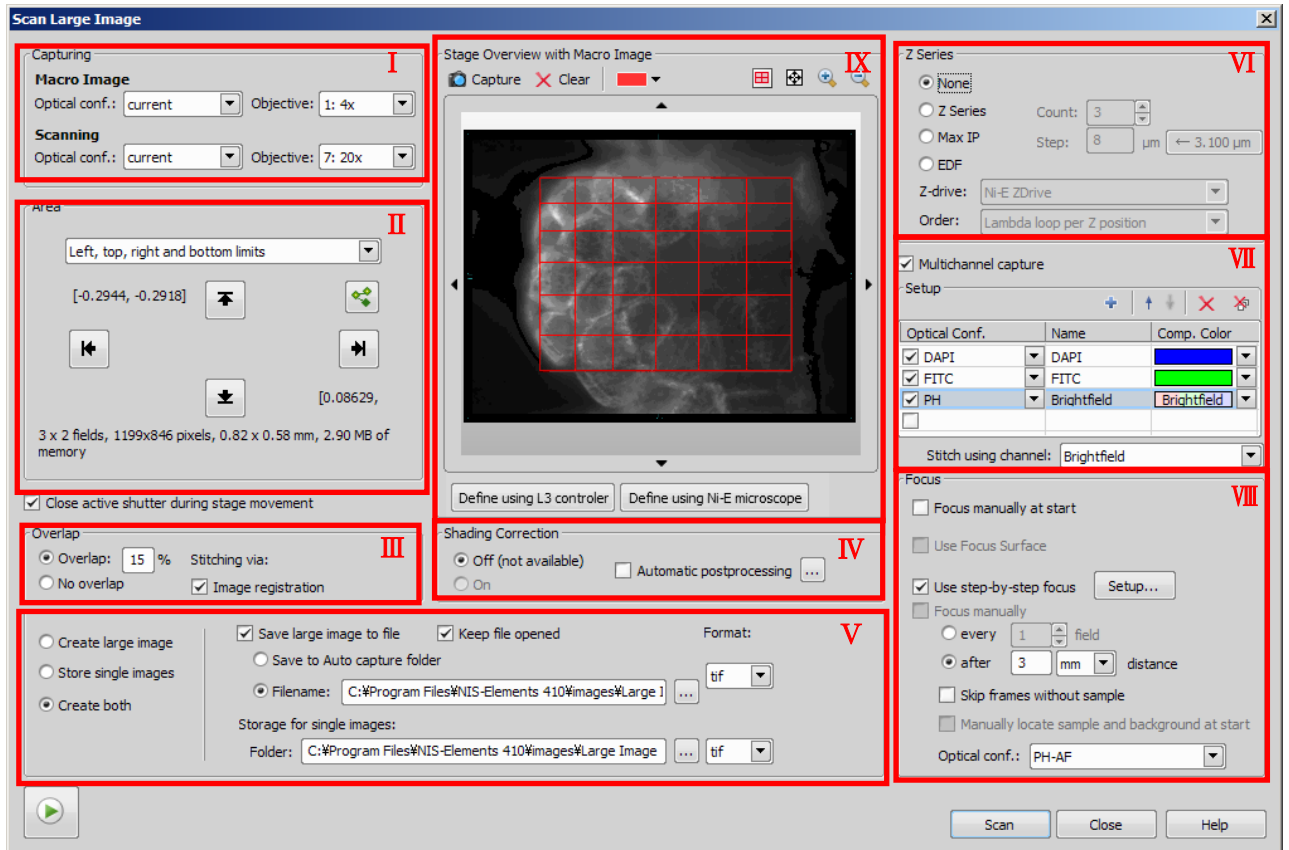 Scan Large Image
Capturing
I
Macro Image
Optical conf.: current Objective: 1: 4x
Scanning
Optical conf.: current Objective: 7: 20x
Area
II
Left, top, right and bottom limits
[-0.2944, -0.2918]
[0.08629,
3 x 2 fields, 1199x846 pixels, 0.82 x 0.58 mm, 2.90 MB of
memory
Close active shutter during stage movement
Overlap
III
Overlap: 15 % Stitching via:
No overlap Image registration
Stage Overview with Macro Image
IX
Capture Clear
Define using L3 controler Define using Ni-E microscope
Shading Correction
IV
Off (not available)
Automatic postprocessing ...
On
V
Create large image
Store single images
Create both
Save large image to file Keep file opened Format:
Save to Auto capture folder
Filename: C:¥Program Files¥NIS-Elements 410¥images¥Large I ... tif
Storage for single images:
Folder: C:¥Program Files¥NIS-Elements 410¥images¥Large Image ... tif
Z Series
VI
None
Z Series Count: 3
Max IP Step: 8 µm ← 3.100 µm
EDF
Z-drive: Ni-E ZDrive
Order: Lambda loop per Z position
VII
Multichannel capture
Setup
Optical Conf. Name Comp. Color
DAPI DAPI
FITC FITC
PH Brightfield Brightfield
Stitch using channel: Brightfield
Focus
VIII
Focus manually at start
Use Focus Surface
Use step-by-step focus Setup...
Focus manually
every 1 field
after 3 mm distance
Skip frames without sample
Manually locate sample and background at start
Optical conf.: PH-AF
Scan Close Help